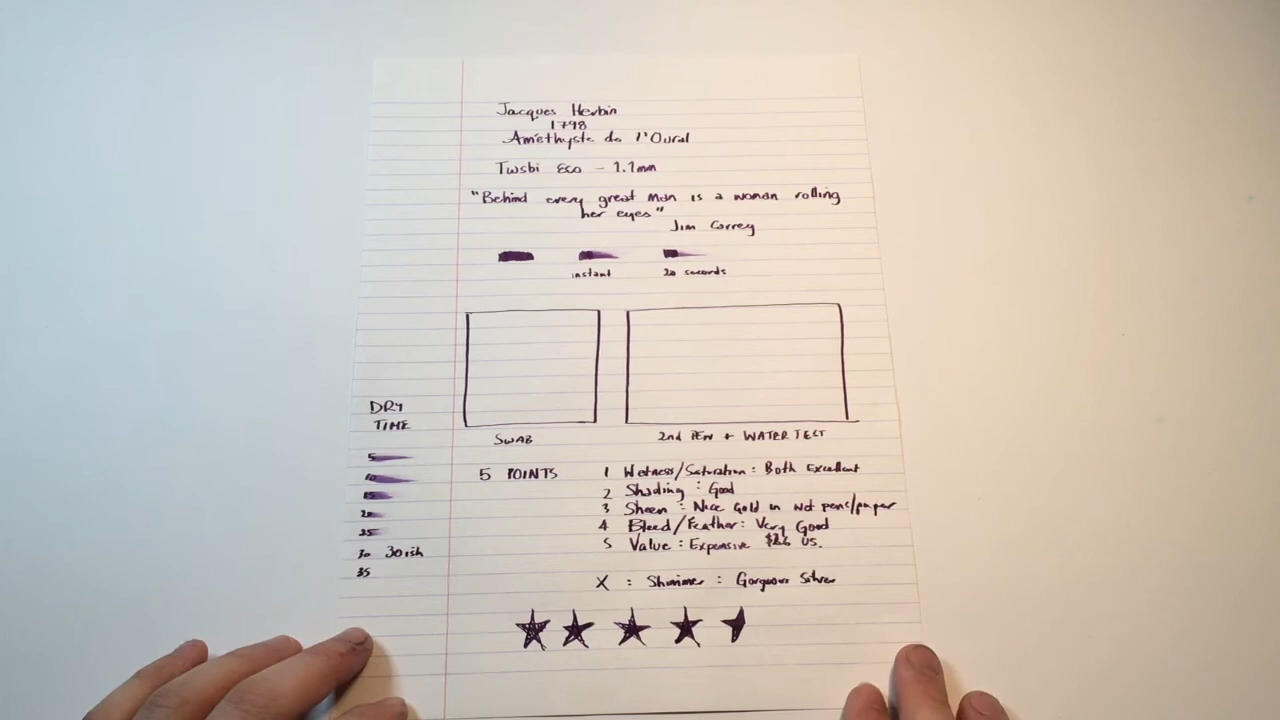 Jacques Herbin
1798
Améthyste de l'Oural
Twsbi Eco - 1.1mm
"Behind every great man is a woman rolling
her eyes"
Jim Carrey
instant
20 seconds
DRY
TIME
5
10
15
20
25
30 30ish
35
SWAB
2nd PEN + WATER TEST
5 POINTS
1 Wetness/Saturation : Both Excellent
2 Shading : Good
3 Sheen : Nice Gold in wet pens/paper
4 Bleed/Feather: Very Good
5 Value : Expensive US.
X : Shimmer : Gorgeous Silver